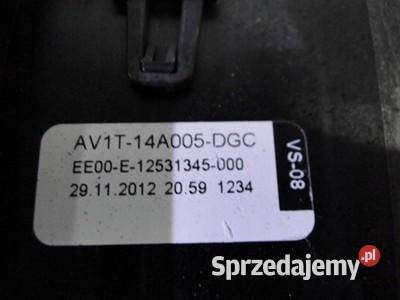 AV1T-14A005-DGC
EE00-E-12531345-000
29.11.2012 20.59 1234
VS-08
Sprzedajemy.pl